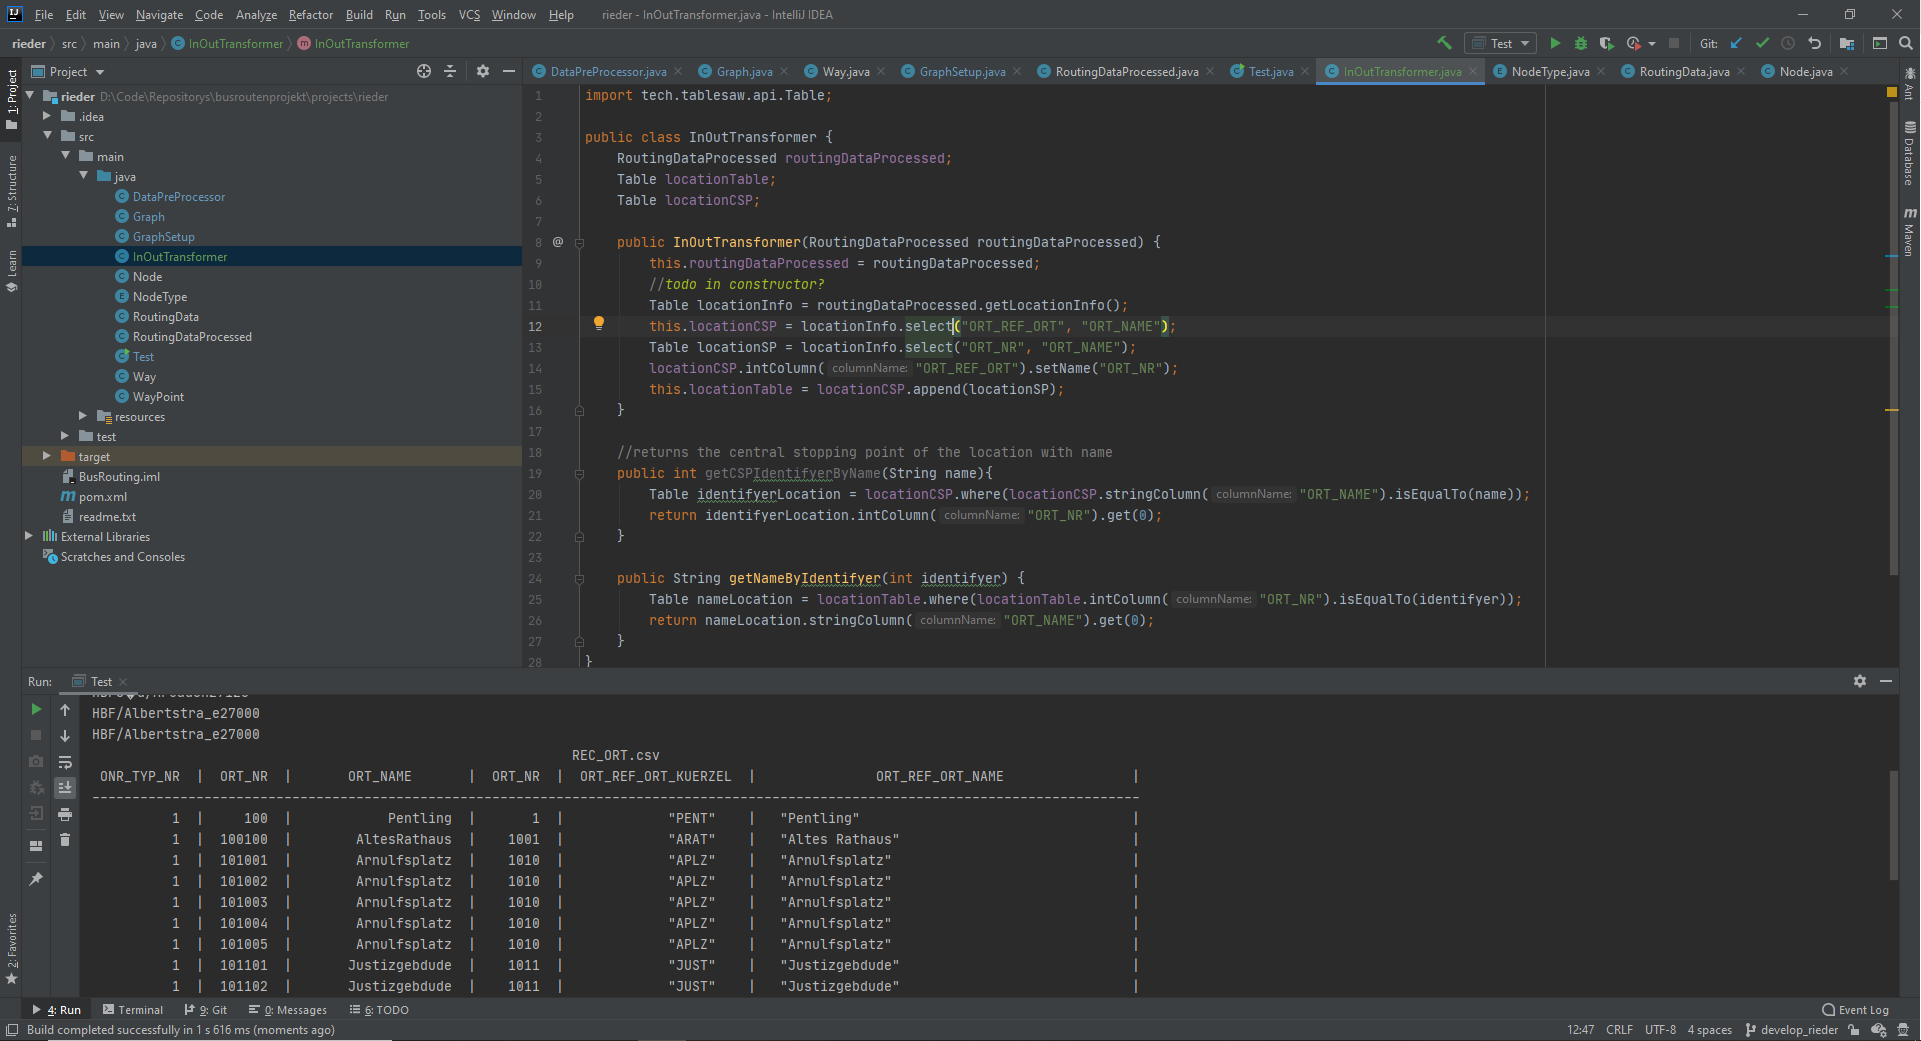 File Edit View Navigate Code Analyze Refactor Build Run Tools VCS Window Help rieder - InOutTransformer.java - IntelliJ IDEA
rieder src main java InOutTransformer InOutTransformer Test Git:
Project DataPreProcessor.java Graph.java Way.java GraphSetup.java RoutingDataProcessed.java Test.java InOutTransformer.java NodeType.java RoutingData.java Node.java
1: Project
7: Structure
Learn
2: Favorites
Ant
Database
Maven
rieder D:\Code\Repositorys\busroutenprojekt\projects\rieder
.idea
src
main
java
DataPreProcessor
Graph
GraphSetup
InOutTransformer
Node
NodeType
RoutingData
RoutingDataProcessed
Test
Way
WayPoint
resources
test
target
BusRouting.iml
pom.xml
readme.txt
External Libraries
Scratches and Consoles
1 import tech.tablesaw.api.Table;
2
3 public class InOutTransformer {
4 RoutingDataProcessed routingDataProcessed;
5 Table locationTable;
6 Table locationCSP;
7
8 @ public InOutTransformer(RoutingDataProcessed routingDataProcessed) {
9 this.routingDataProcessed = routingDataProcessed;
10 //todo in constructor?
11 Table locationInfo = routingDataProcessed.getLocationInfo();
12 this.locationCSP = locationInfo.select("ORT_REF_ORT", "ORT_NAME");
13 Table locationSP = locationInfo.select("ORT_NR", "ORT_NAME");
14 locationCSP.intColumn( columnName: "ORT_REF_ORT").setName("ORT_NR");
15 this.locationTable = locationCSP.append(locationSP);
16 }
17
18 //returns the central stopping point of the location with name
19 public int getCSPIdentifyerByName(String name){
20 Table identifyerLocation = locationCSP.where(locationCSP.stringColumn( columnName: "ORT_NAME").isEqualTo(name));
21 return identifyerLocation.intColumn( columnName: "ORT_NR").get(0);
22 }
23
24 public String getNameByIdentifyer(int identifyer) {
25 Table nameLocation = locationTable.where(locationTable.intColumn( columnName: "ORT_NR").isEqualTo(identifyer));
26 return nameLocation.stringColumn( columnName: "ORT_NAME").get(0);
27 }
28 }
Run: Test
HBF/Albertstra_e27000
HBF/Albertstra_e27000
REC_ORT.csv
ONR_TYP_NR | ORT_NR | ORT_NAME | ORT_NR | ORT_REF_ORT_KUERZEL | ORT_REF_ORT_NAME |
1 | 100 | Pentling | 1 | "PENT" | "Pentling" |
1 | 100100 | AltesRathaus | 1001 | "ARAT" | "Altes Rathaus" |
1 | 101001 | Arnulfsplatz | 1010 | "APLZ" | "Arnulfsplatz" |
1 | 101002 | Arnulfsplatz | 1010 | "APLZ" | "Arnulfsplatz" |
1 | 101003 | Arnulfsplatz | 1010 | "APLZ" | "Arnulfsplatz" |
1 | 101004 | Arnulfsplatz | 1010 | "APLZ" | "Arnulfsplatz" |
1 | 101005 | Arnulfsplatz | 1010 | "APLZ" | "Arnulfsplatz" |
1 | 101101 | Justizgebdude | 1011 | "JUST" | "Justizgebdude" |
1 | 101102 | Justizgebdude | 1011 | "JUST" | "Justizgebdude" |
4: Run Terminal 9: Git 0: Messages 6: TODO Event Log
Build completed successfully in 1 s 616 ms (moments ago) 12:47 CRLF UTF-8 4 spaces develop_rieder